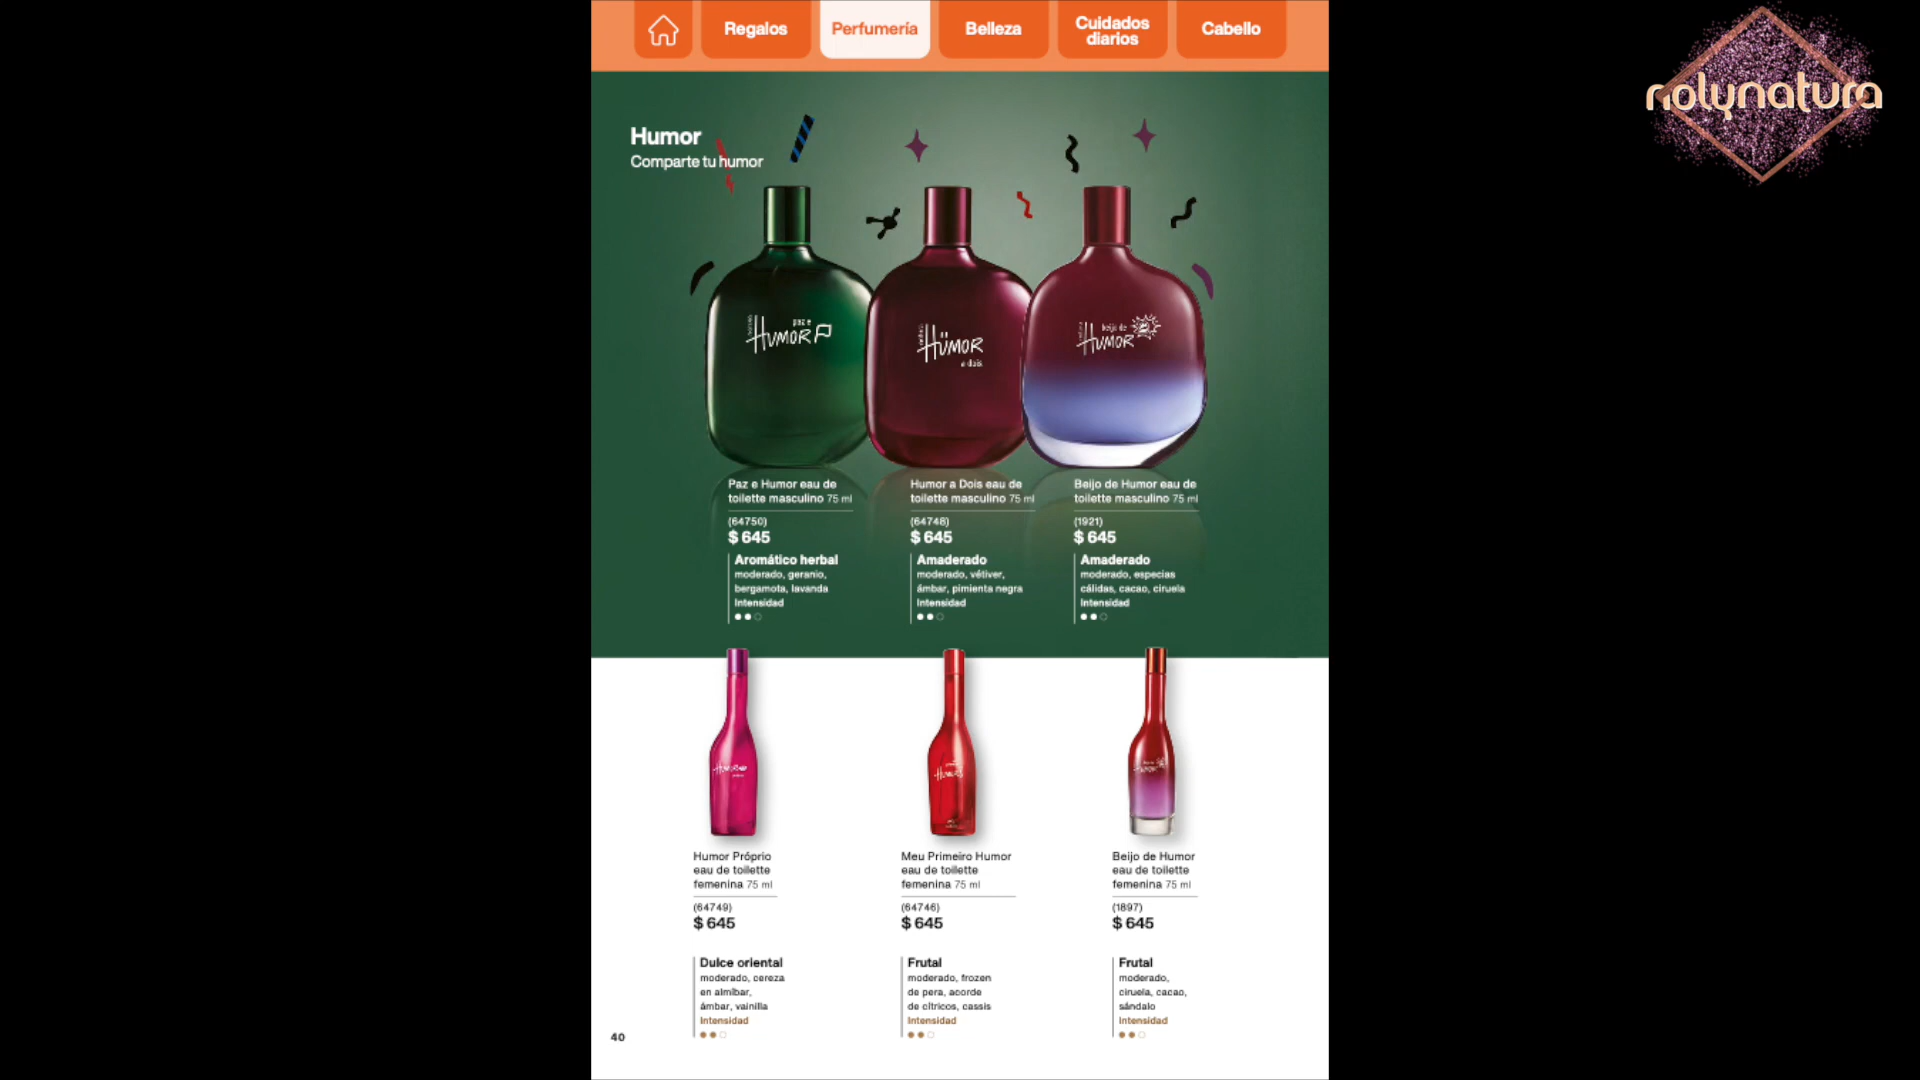 Regalos
Perfumería
Belleza
Cuidados
diarios
Cabello
nolynatura
Humor
Comparte tu humor
paz e
HUMOR
HUMOR
a dois
beijo de
HUMOR
Paz e Humor eau de
toilette masculino 75 ml
(64750)
$ 645
Aromático herbal
moderado, geranio,
bergamota, lavanda
Intensidad
Humor a Dois eau de
toilette masculino 75 ml
(64748)
$ 645
Amaderado
moderado, vétiver,
ámbar, pimienta negra
Intensidad
Beijo de Humor eau de
toilette masculino 75 ml
(1921)
$ 645
Amaderado
moderado, especias
cálidas, cacao, ciruela
Intensidad
Humor Próprio
eau de toilette
femenina 75 ml
(64749)
$ 645
Dulce oriental
moderado, cereza
en almíbar,
ámbar, vainilla
Intensidad
Meu Primeiro Humor
eau de toilette
femenina 75 ml
(64746)
$ 645
Frutal
moderado, frozen
de pera, acorde
de cítricos, cassis
Intensidad
Beijo de Humor
eau de toilette
femenina 75 ml
(1897)
$ 645
Frutal
moderado,
ciruela, cacao,
sándalo
Intensidad
40